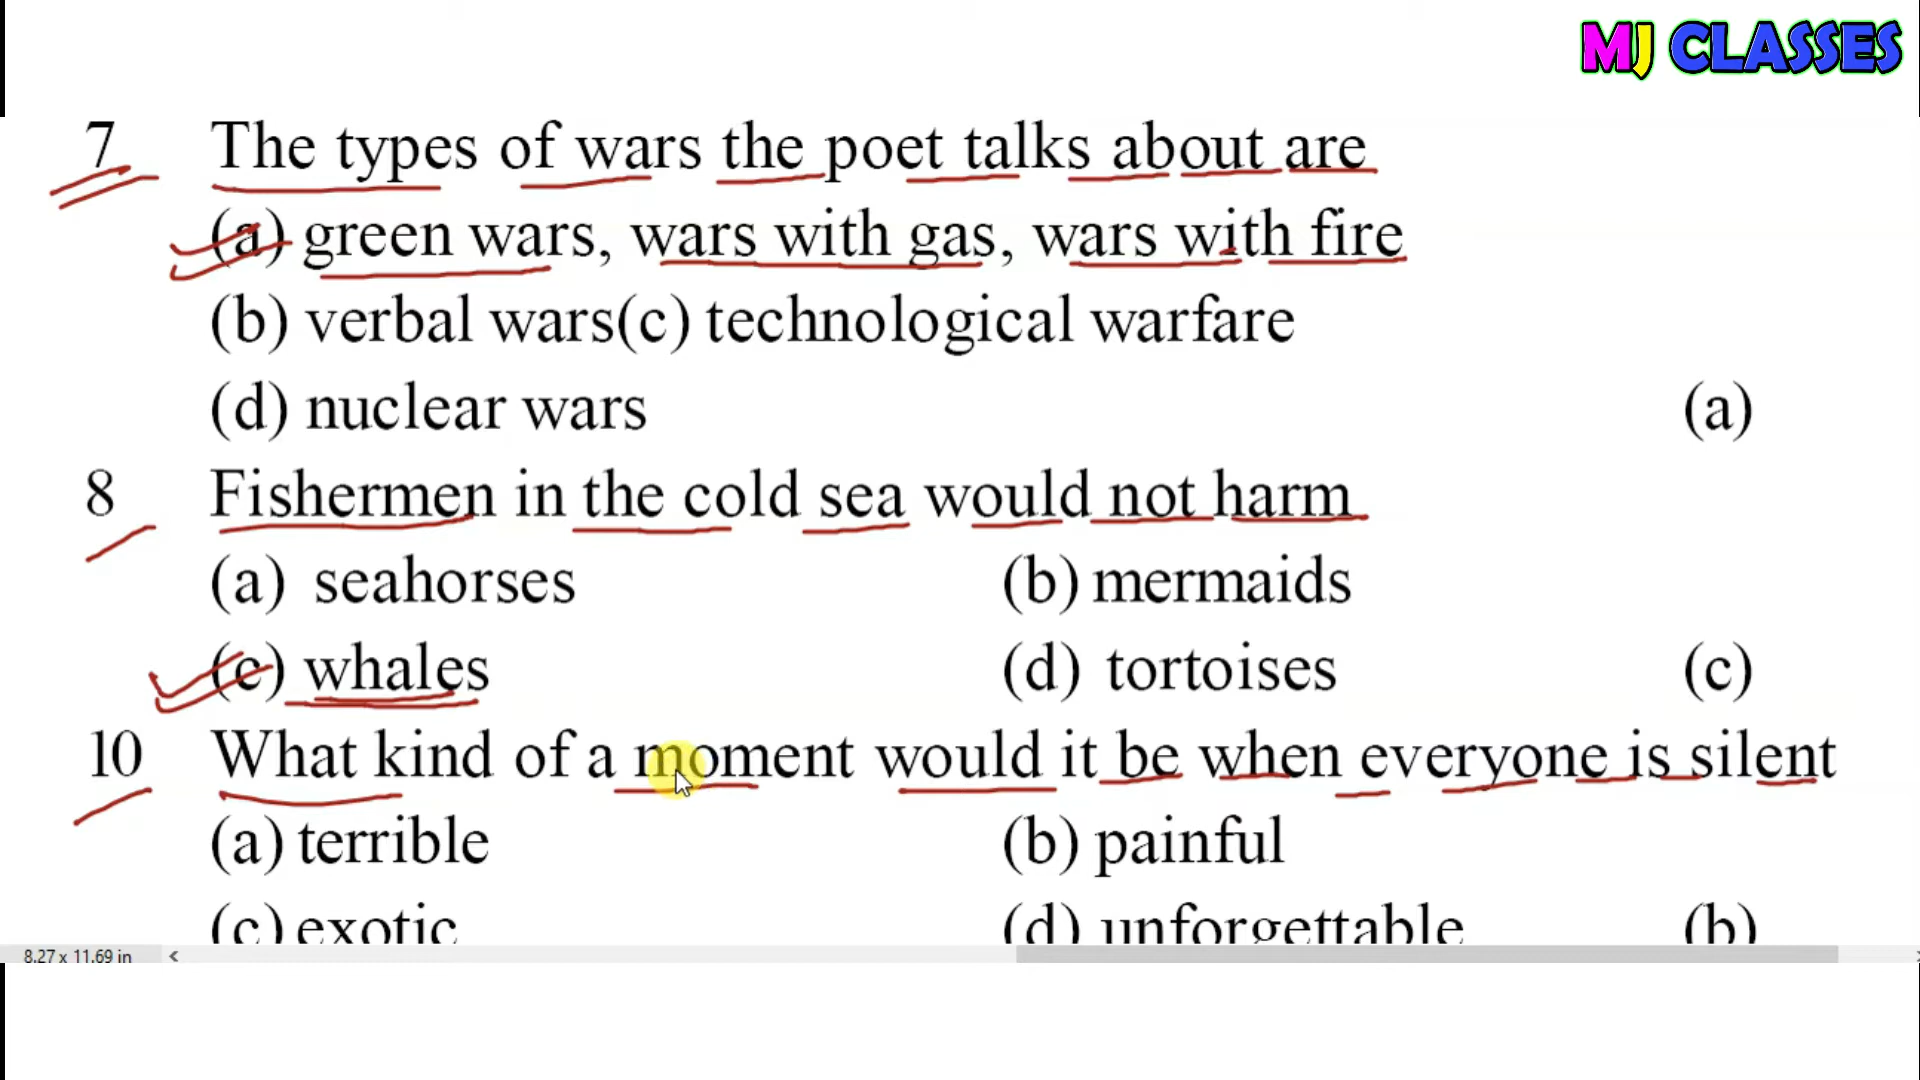 MJ CLASSES
7 The types of wars the poet talks about are
(a) green wars, wars with gas, wars with fire
(b) verbal wars(c) technological warfare
(d) nuclear wars (a)
8 Fishermen in the cold sea would not harm
(a) seahorses (b) mermaids
(c) whales (d) tortoises (c)
10 What kind of a moment would it be when everyone is silent
(a) terrible (b) painful
(c) exotic (d) unforgettable (b)
8.27 x 11.69 in